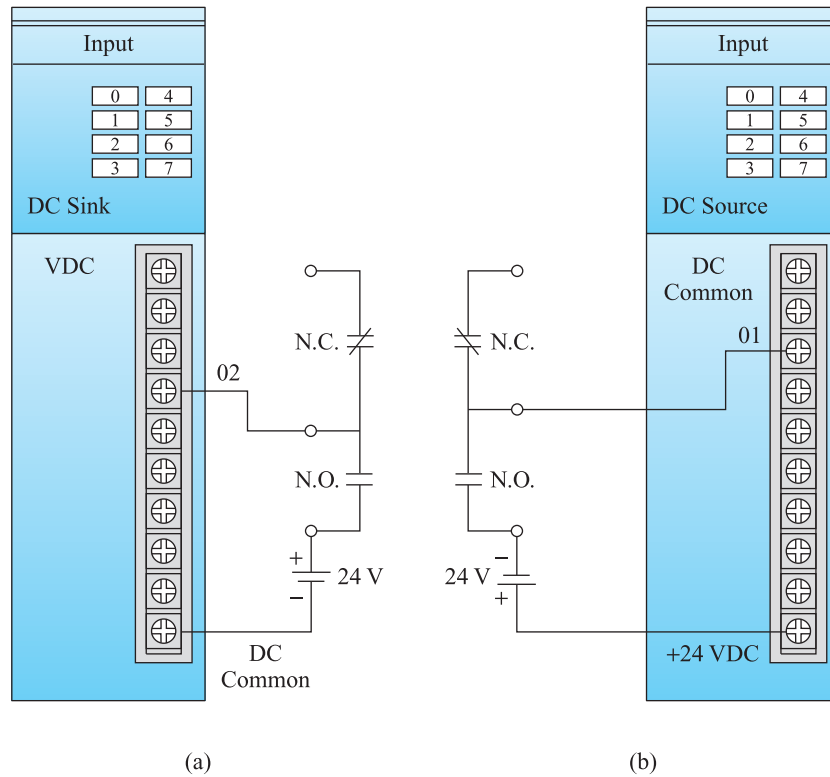 Input
0 4
1 5
2 6
3 7
DC Sink
VDC
02
N.C.
N.O.
+
24 V
−
DC
Common
(a)
Input
0 4
1 5
2 6
3 7
DC Source
DC
Common
01
N.C.
N.O.
−
24 V
+
+24 VDC
(b)